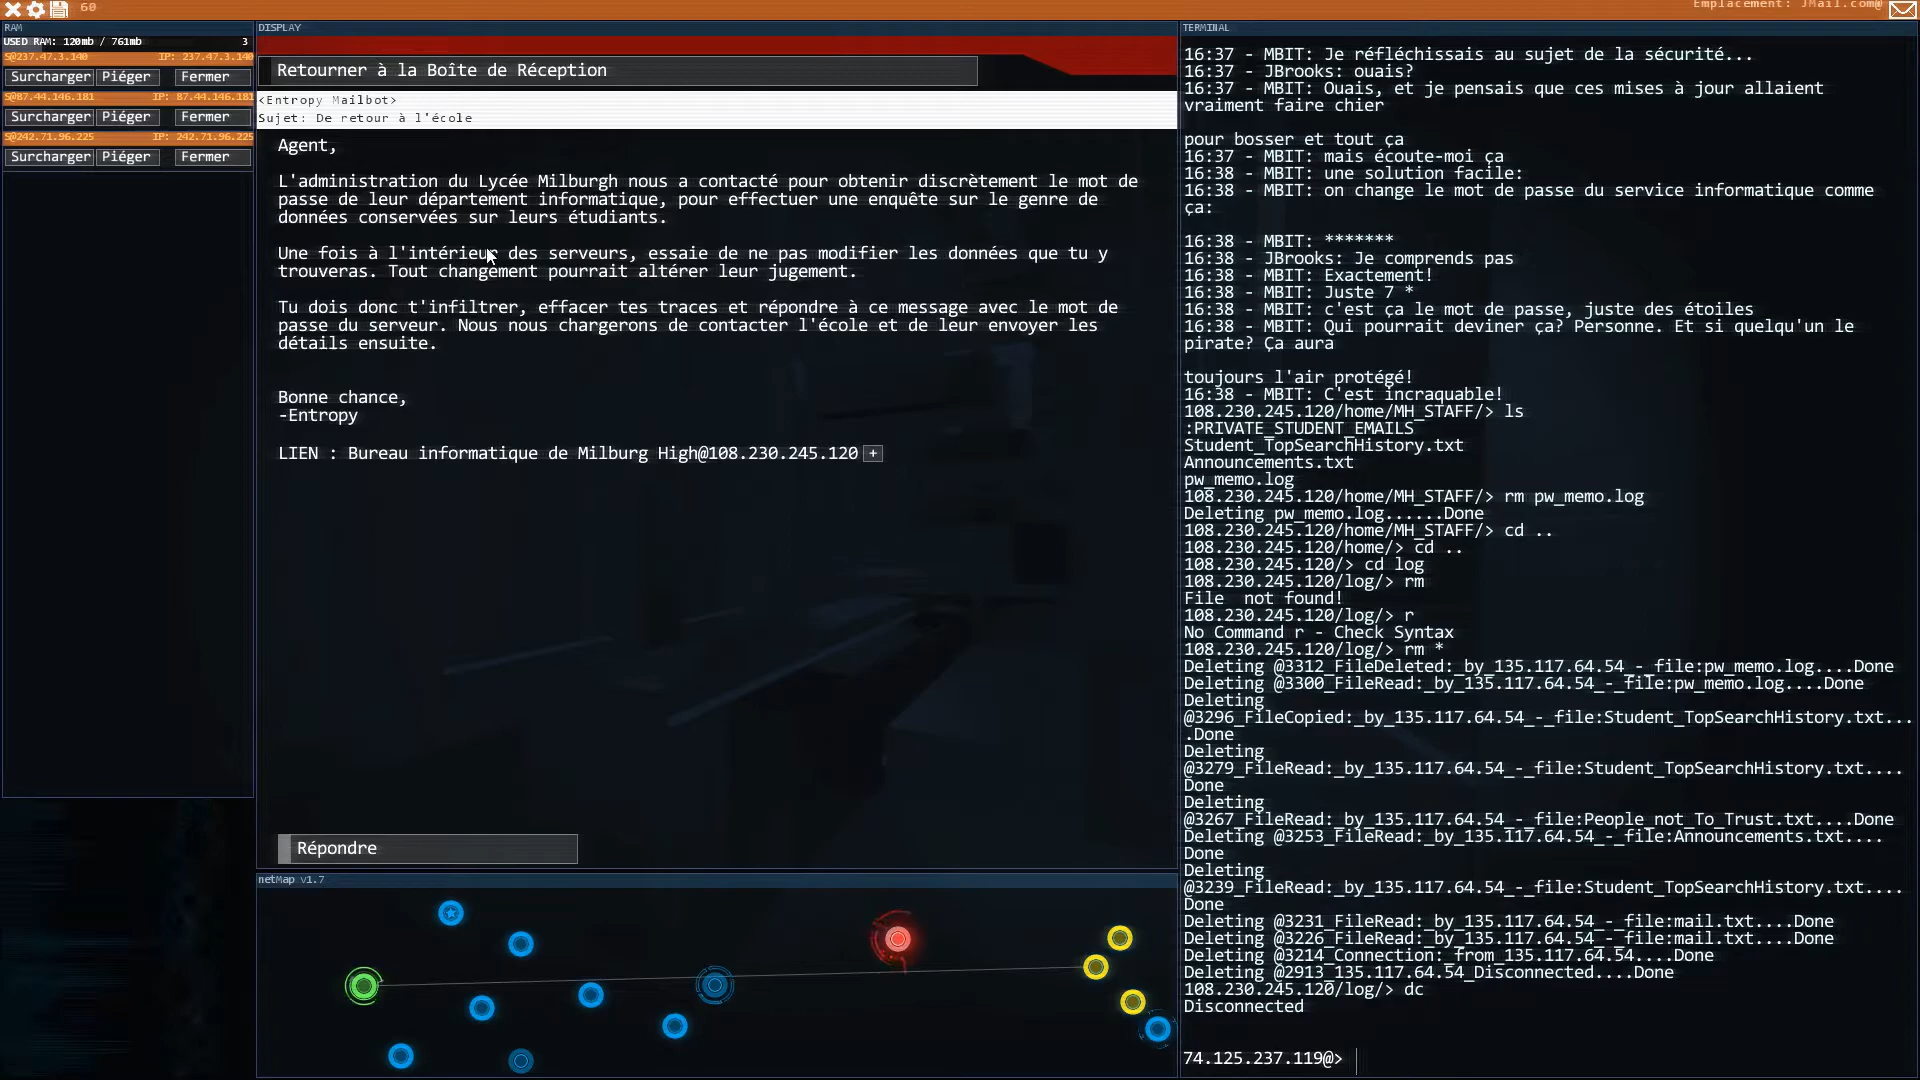 60
Emplacement: JMail.com@
RAM
USED RAM: 120mb / 761mb 3
S@237.47.3.140 IP: 237.47.3.140
Surcharger Piéger Fermer
S@87.44.146.181 IP: 87.44.146.181
Surcharger Piéger Fermer
S@242.71.96.225 IP: 242.71.96.225
Surcharger Piéger Fermer
DISPLAY
Retourner à la Boîte de Réception
<Entropy Mailbot>
Sujet: De retour à l'école
Agent,
L'administration du Lycée Milburgh nous a contacté pour obtenir discrètement le mot de
passe de leur département informatique, pour effectuer une enquête sur le genre de
données conservées sur leurs étudiants.
Une fois à l'intérieur des serveurs, essaie de ne pas modifier les données que tu y
trouveras. Tout changement pourrait altérer leur jugement.
Tu dois donc t'infiltrer, effacer tes traces et répondre à ce message avec le mot de
passe du serveur. Nous nous chargerons de contacter l'école et de leur envoyer les
détails ensuite.
Bonne chance,
-Entropy
LIEN : Bureau informatique de Milburg High@108.230.245.120 +
Répondre
netMap v1.7
TERMINAL
16:37 - MBIT: Je réfléchissais au sujet de la sécurité...
16:37 - JBrooks: ouais?
16:37 - MBIT: Ouais, et je pensais que ces mises à jour allaient
vraiment faire chier
pour bosser et tout ça
16:37 - MBIT: mais écoute-moi ça
16:38 - MBIT: une solution facile:
16:38 - MBIT: on change le mot de passe du service informatique comme
ça:
16:38 - MBIT: *******
16:38 - JBrooks: Je comprends pas
16:38 - MBIT: Exactement!
16:38 - MBIT: Juste 7 *
16:38 - MBIT: c'est ça le mot de passe, juste des étoiles
16:38 - MBIT: Qui pourrait deviner ça? Personne. Et si quelqu'un le
pirate? Ça aura
toujours l'air protégé!
16:38 - MBIT: C'est incraquable!
108.230.245.120/home/MH_STAFF/> ls
:PRIVATE_STUDENT_EMAILS
Student_TopSearchHistory.txt
Announcements.txt
pw_memo.log
108.230.245.120/home/MH_STAFF/> rm pw_memo.log
Deleting pw_memo.log......Done
108.230.245.120/home/MH_STAFF/> cd ..
108.230.245.120/home/> cd ..
108.230.245.120/> cd log
108.230.245.120/log/> rm
File  not found!
108.230.245.120/log/> r
No Command r - Check Syntax
108.230.245.120/log/> rm *
Deleting @3312_FileDeleted:_by_135.117.64.54_-_file:pw_memo.log....Done
Deleting @3300_FileRead:_by_135.117.64.54_-_file:pw_memo.log....Done
Deleting
@3296_FileCopied:_by_135.117.64.54_-_file:Student_TopSearchHistory.txt...
.Done
Deleting
@3279_FileRead:_by_135.117.64.54_-_file:Student_TopSearchHistory.txt....
Done
Deleting
@3267_FileRead:_by_135.117.64.54_-_file:People_not_To_Trust.txt....Done
Deleting @3253_FileRead:_by_135.117.64.54_-_file:Announcements.txt....
Done
Deleting
@3239_FileRead:_by_135.117.64.54_-_file:Student_TopSearchHistory.txt....
Done
Deleting @3231_FileRead:_by_135.117.64.54_-_file:mail.txt....Done
Deleting @3226_FileRead:_by_135.117.64.54_-_file:mail.txt....Done
Deleting @3214_Connection:_from_135.117.64.54....Done
Deleting @2913_135.117.64.54_Disconnected....Done
108.230.245.120/log/> dc
Disconnected
74.125.237.119@>